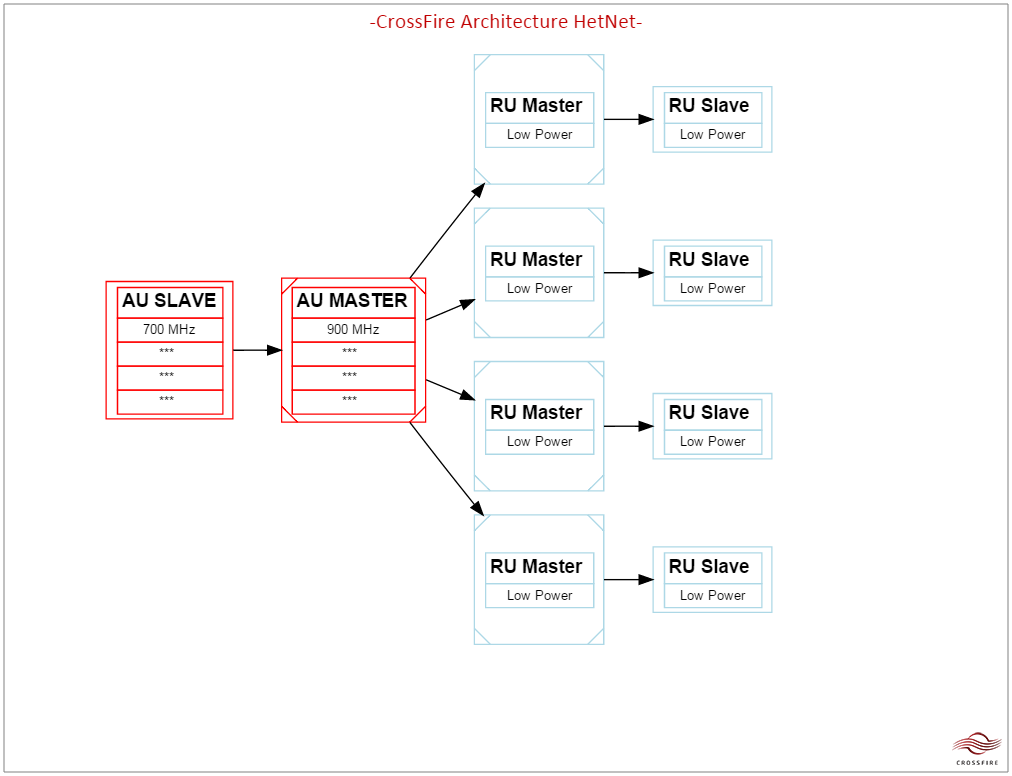 -CrossFire Architecture HetNet-
RU Master
Low Power
RU Slave
Low Power
RU Master
Low Power
RU Slave
Low Power
AU SLAVE
700 MHz
***
***
***
AU MASTER
900 MHz
***
***
***
RU Master
Low Power
RU Slave
Low Power
RU Master
Low Power
RU Slave
Low Power
CROSSFIRE